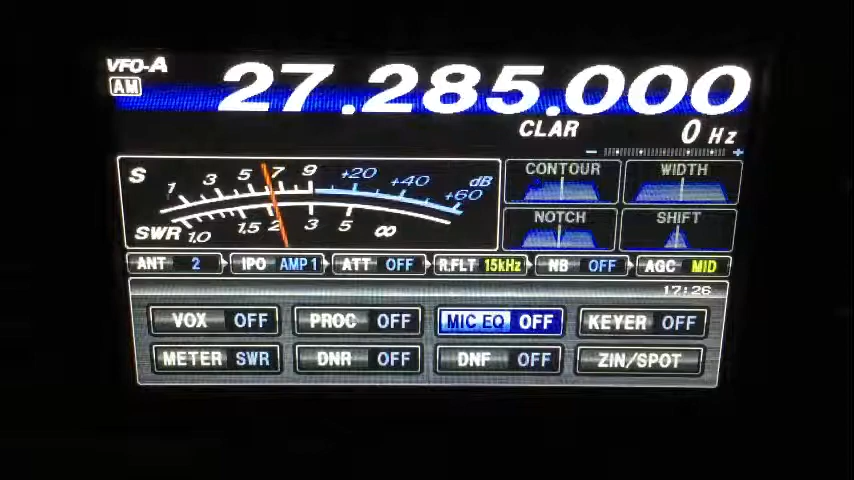 VFO-A
AM
27.285.000
CLAR 0 Hz
− +
S 1 3 5 7 9 +20 +40 +60 dB
SWR 1.0 1.5 2 3 5 ∞
CONTOUR WIDTH
NOTCH SHIFT
ANT 2 IPO AMP 1 ATT OFF R.FLT 15kHz NB OFF AGC MID
17:26
VOX OFF PROC OFF MIC EQ OFF KEYER OFF
METER SWR DNR OFF DNF OFF ZIN/SPOT